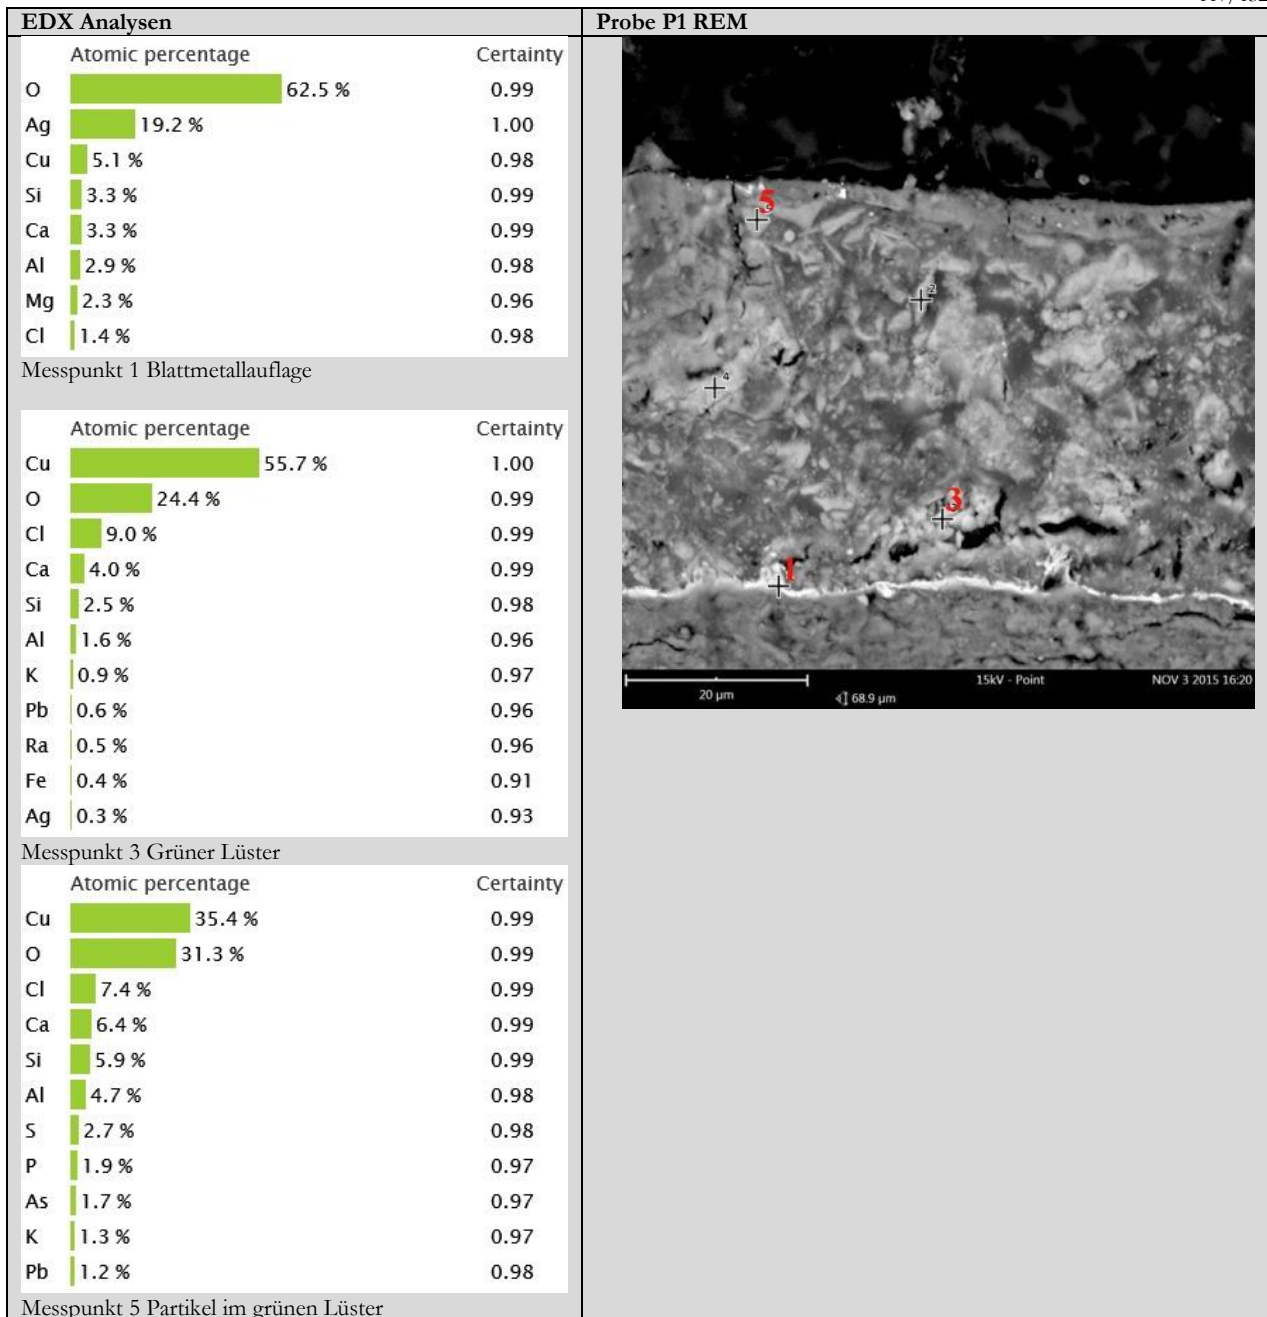 EDX Analysen
Probe P1 REM
Atomic percentage Certainty
O 62.5 % 0.99
Ag 19.2 % 1.00
Cu 5.1 % 0.98
Si 3.3 % 0.99
Ca 3.3 % 0.99
Al 2.9 % 0.98
Mg 2.3 % 0.96
Cl 1.4 % 0.98
Messpunkt 1 Blattmetallauflage
Atomic percentage Certainty
Cu 55.7 % 1.00
O 24.4 % 0.99
Cl 9.0 % 0.99
Ca 4.0 % 0.99
Si 2.5 % 0.98
Al 1.6 % 0.96
K 0.9 % 0.97
Pb 0.6 % 0.96
Ra 0.5 % 0.96
Fe 0.4 % 0.91
Ag 0.3 % 0.93
Messpunkt 3 Grüner Lüster
Atomic percentage Certainty
Cu 35.4 % 0.99
O 31.3 % 0.99
Cl 7.4 % 0.99
Ca 6.4 % 0.99
Si 5.9 % 0.99
Al 4.7 % 0.98
S 2.7 % 0.98
P 1.9 % 0.97
As 1.7 % 0.97
K 1.3 % 0.97
Pb 1.2 % 0.98
Messpunkt 5 Partikel im grünen Lüster
5
2
4
3
1
20 µm
68.9 µm
15kV - Point
NOV 3 2015 16:20